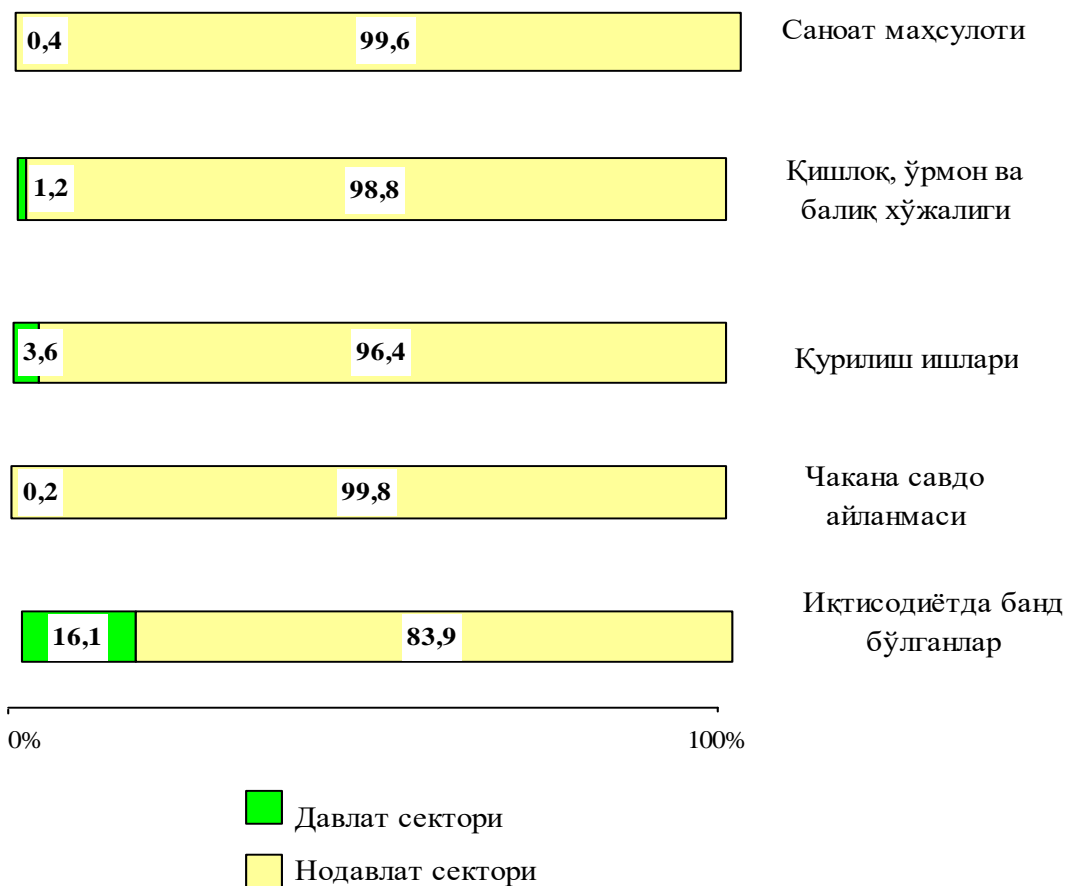 0,4 99,6 Саноат маҳсулоти
1,2 98,8 Қишлоқ, ўрмон ва
балиқ хўжалиги
3,6 96,4 Қурилиш ишлари
0,2 99,8 Чакана савдо
айланмаси
16,1 83,9 Иқтисодиётда банд
бўлганлар
0% 100%
Давлат сектори
Нодавлат сектори